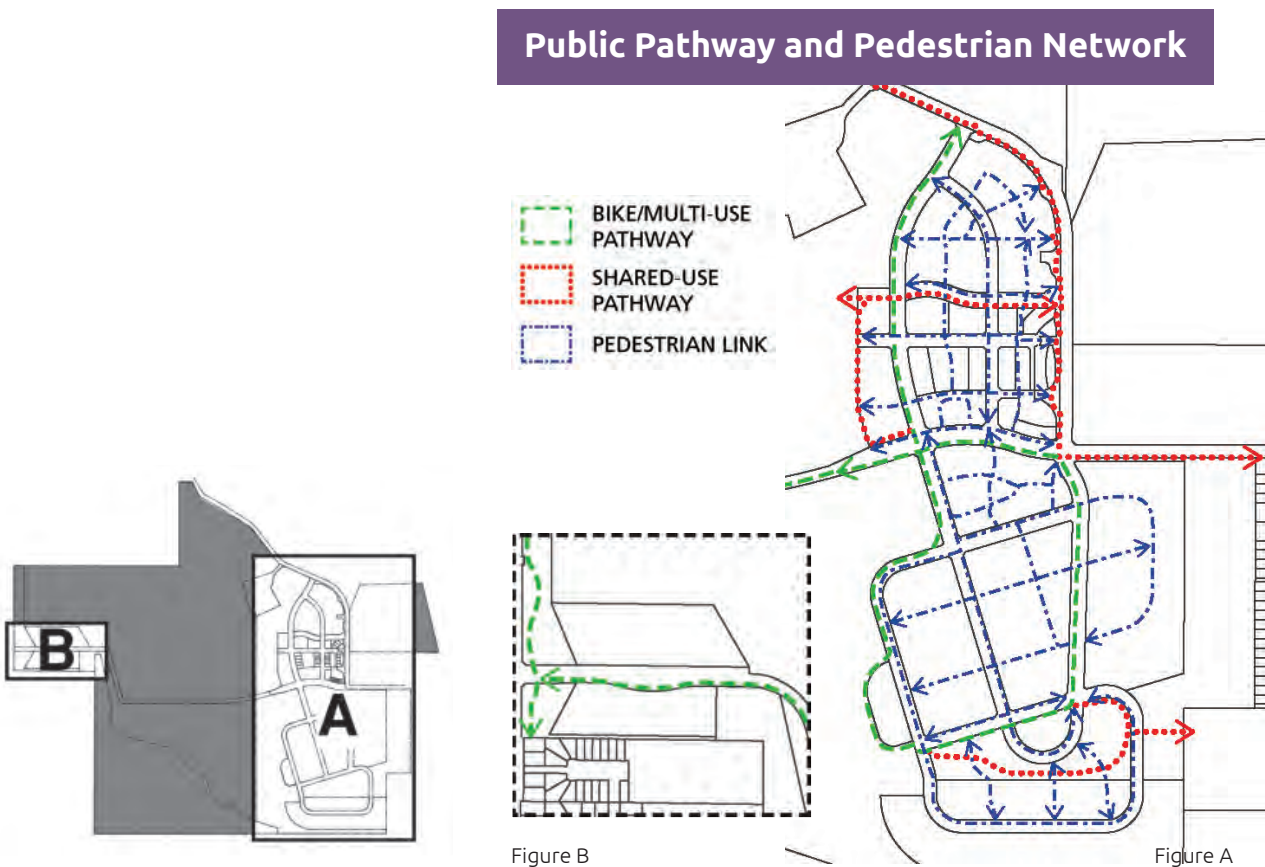 Public Pathway and Pedestrian Network
BIKE/MULTI-USE
PATHWAY
SHARED-USE
PATHWAY
PEDESTRIAN LINK
B
A
Figure B
Figure A